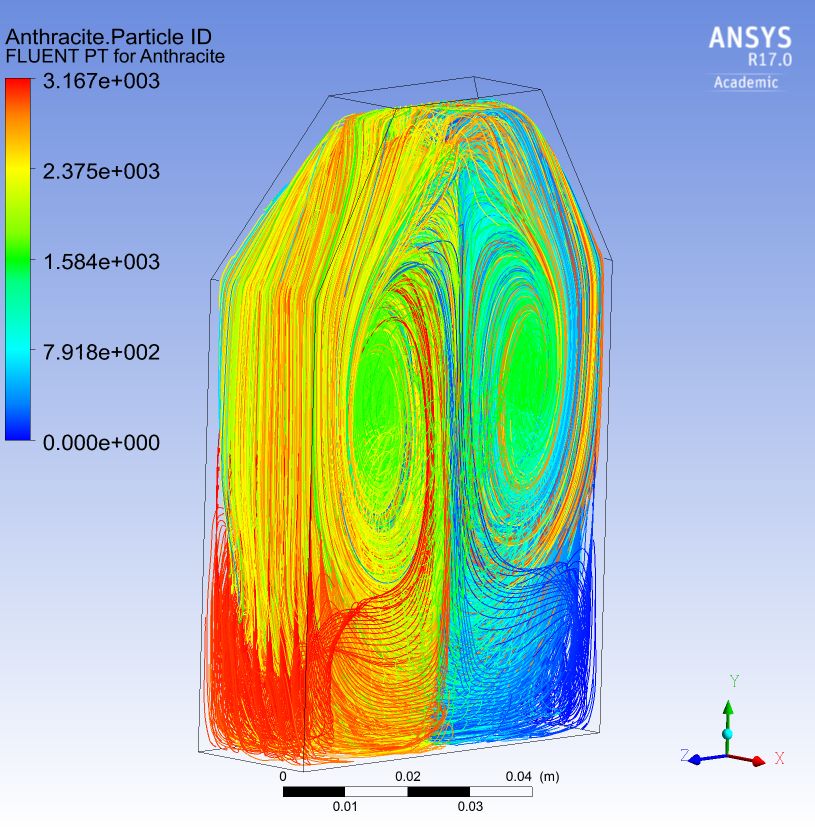 Anthracite.Particle ID
FLUENT PT for Anthracite
3.167e+003
2.375e+003
1.584e+003
7.918e+002
0.000e+000
ANSYS
R17.0
Academic
Y
Z
X
0 0.02 0.04 (m)
0.01 0.03